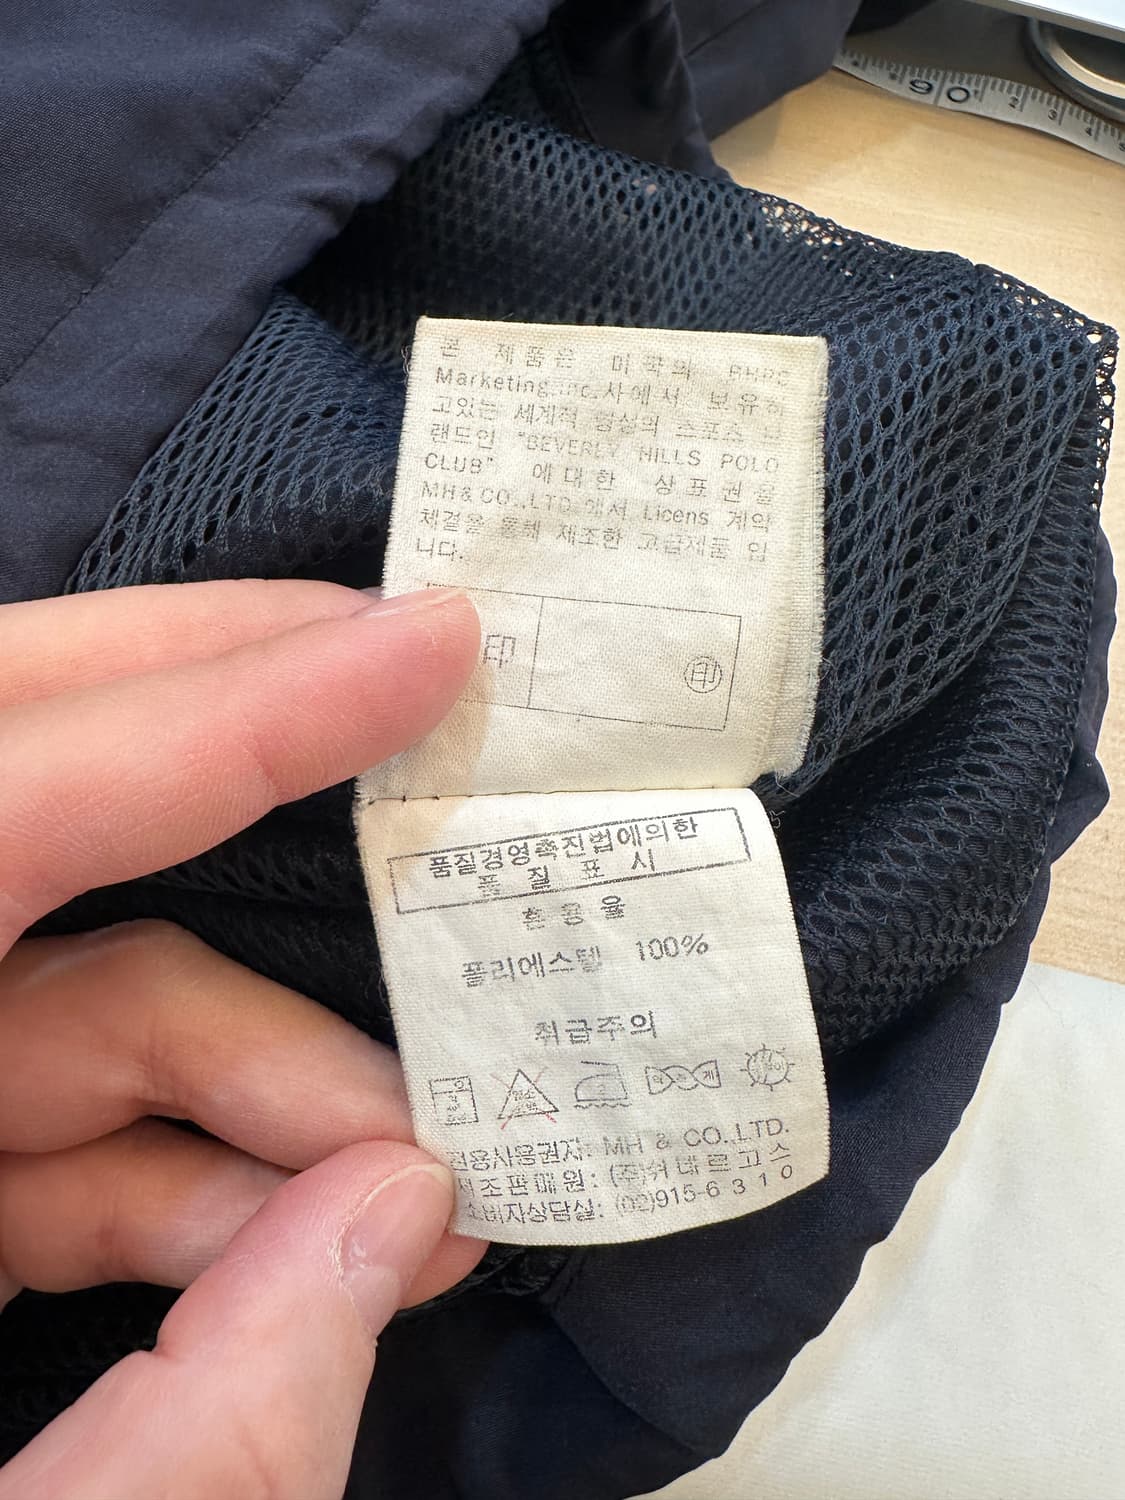 90
2
3
4
본 제품은 미국의 BHPC
Marketing.inc.사에서 보유하
고있는 세계적 명성의 스포츠 브
랜드인 "BEVERLY HILLS POLO
CLUB" 에대한 상표권을
MH&CO.,LTD.에서 Licens 계약
체결을 통해 제조한 고급제품 입
니다.
印
印
품질경영촉진법에의한
품 질 표 시
혼용율
폴리에스텔 100%
취급주의
전용사용권자: MH & CO.,LTD.
제조판매원: (주)쉬데르고스
소비자상담실: (02)915-6310